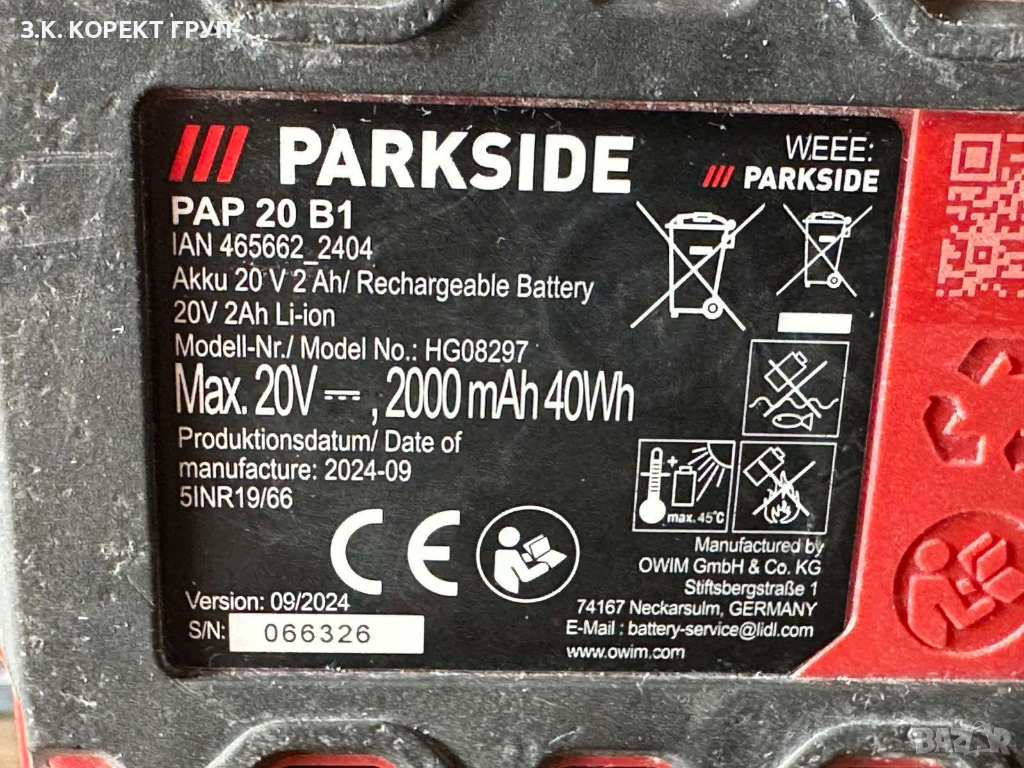 З.К. КОРЕКТ ГРУП ...
PARKSIDE
WEEE:
PARKSIDE
PAP 20 B1
IAN 465662_2404
Akku 20 V 2 Ah/ Rechargeable Battery
20V 2Ah Li-ion
Modell-Nr./ Model No.: HG08297
Max. 20V ⎓, 2000 mAh 40Wh
Produktionsdatum/ Date of
manufacture: 2024-09
5INR19/66
max. 45°C
CE
Manufactured by
OWIM GmbH & Co. KG
Stiftsbergstraße 1
74167 Neckarsulm, GERMANY
E-Mail : battery-service@lidl.com
www.owim.com
Version: 09/2024
S/N: 066326
BAZAR